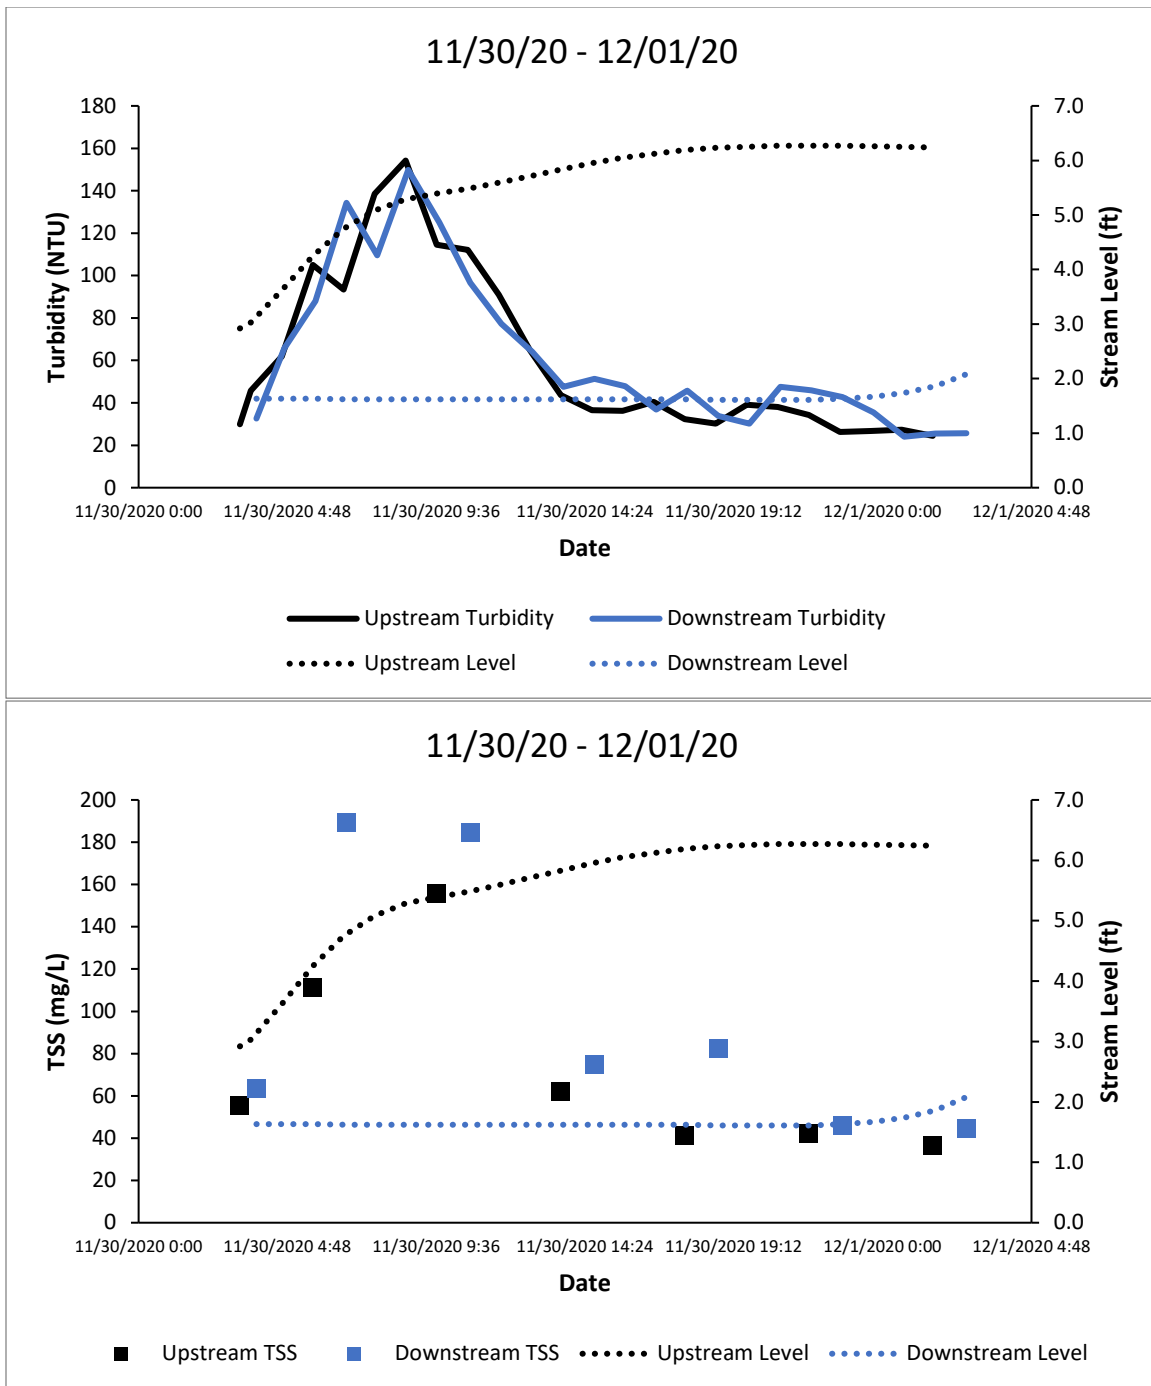 11/30/20 - 12/01/20
180
160
140
120
100
80
60
40
20
0
Turbidity (NTU)
7.0
6.0
5.0
4.0
3.0
2.0
1.0
0.0
Stream Level (ft)
11/30/2020 0:00 11/30/2020 4:48 11/30/2020 9:36 11/30/2020 14:24 11/30/2020 19:12 12/1/2020 0:00 12/1/2020 4:48
Date
Upstream Turbidity Downstream Turbidity
Upstream Level Downstream Level
11/30/20 - 12/01/20
200
180
160
140
120
100
80
60
40
20
0
TSS (mg/L)
7.0
6.0
5.0
4.0
3.0
2.0
1.0
0.0
Stream Level (ft)
11/30/2020 0:00 11/30/2020 4:48 11/30/2020 9:36 11/30/2020 14:24 11/30/2020 19:12 12/1/2020 0:00 12/1/2020 4:48
Date
Upstream TSS Downstream TSS Upstream Level Downstream Level